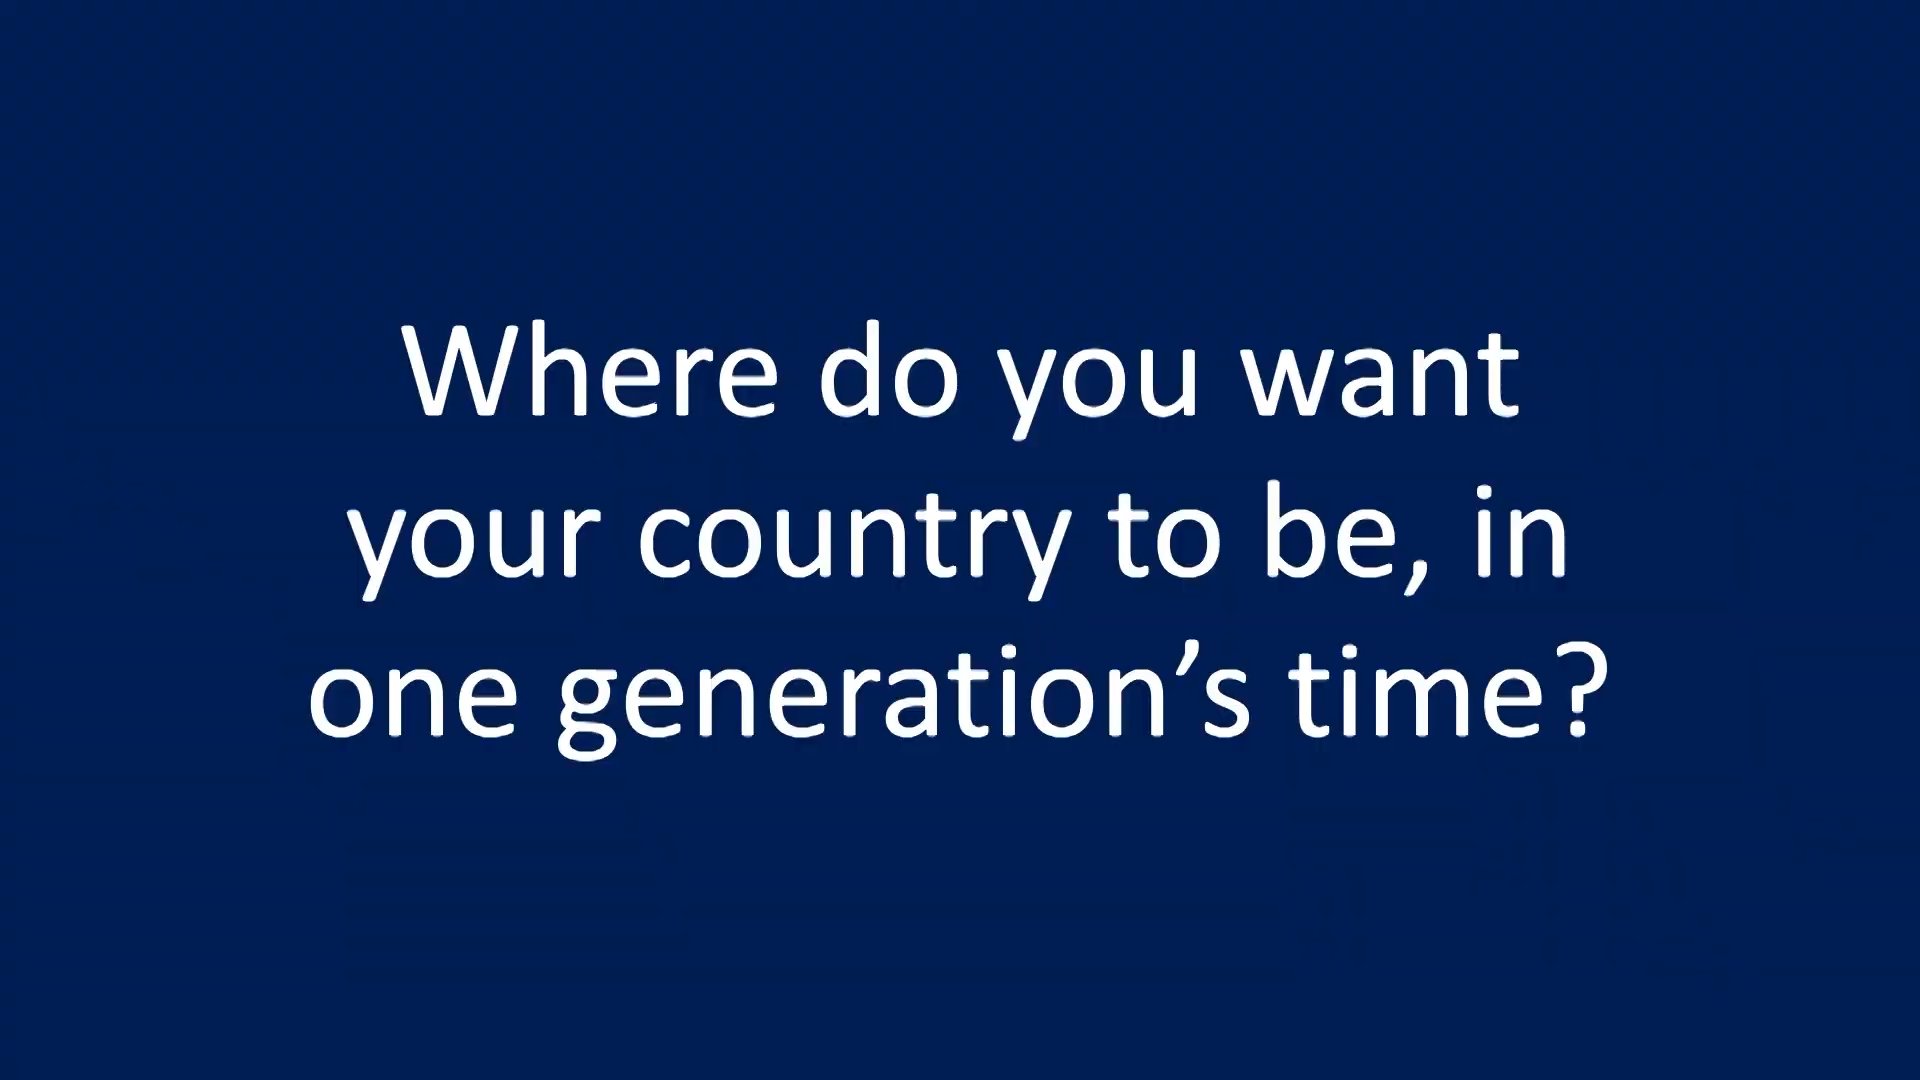 Where do you want
your country to be, in
one generation’s time?